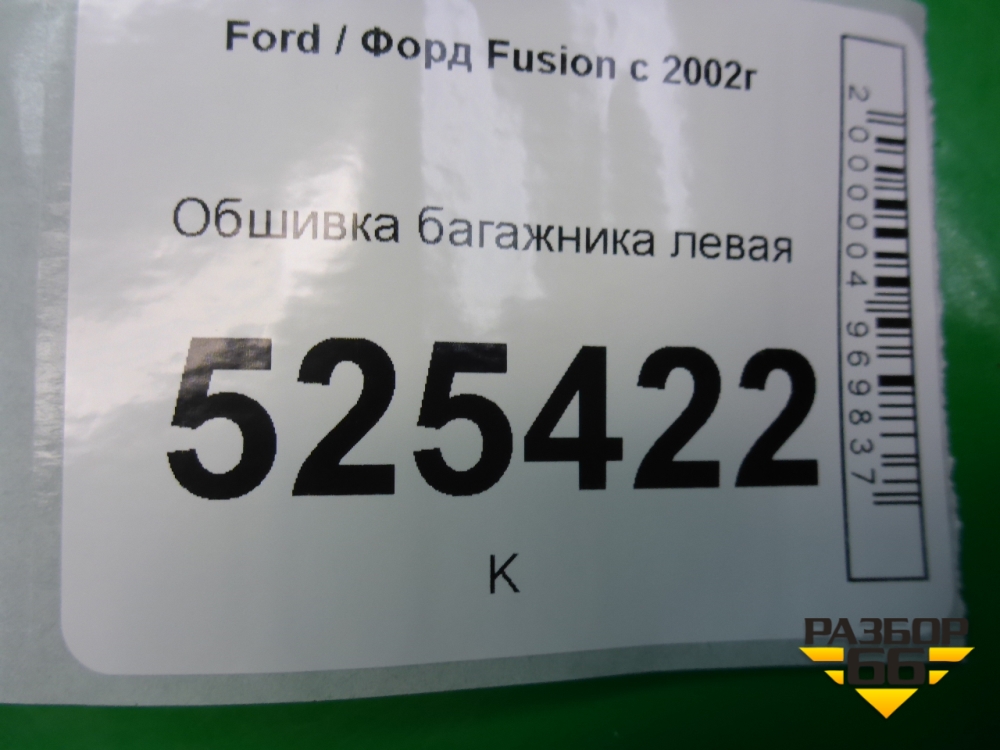 Ford / Форд Fusion с 2002г
Обшивка багажника левая
525422
К
2000004969837
РАЗБОР
66